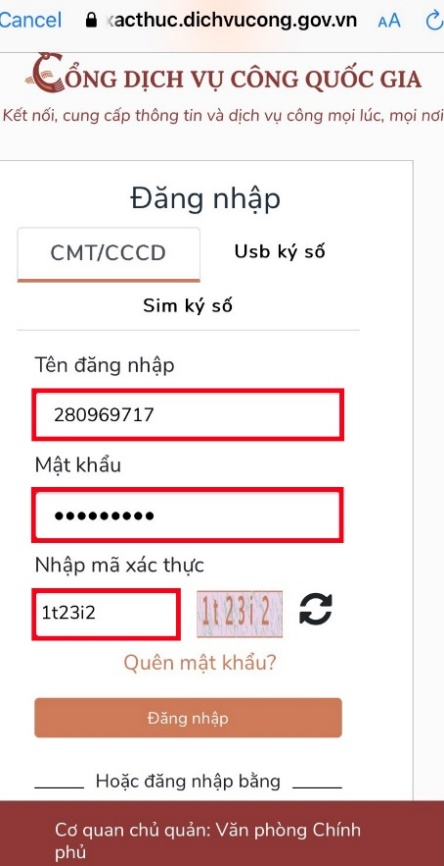 Cancel xacthuc.dichvucong.gov.vn AA
CỔNG DỊCH VỤ CÔNG QUỐC GIA
Kết nối, cung cấp thông tin và dịch vụ công mọi lúc, mọi nơi
Đăng nhập
CMT/CCCD Usb ký số
Sim ký số
Tên đăng nhập
280969717
Mật khẩu
•••••••••
Nhập mã xác thực
1t23i2 1t23i2
Quên mật khẩu?
Đăng nhập
Hoặc đăng nhập bằng
Cơ quan chủ quản: Văn phòng Chính
phủ